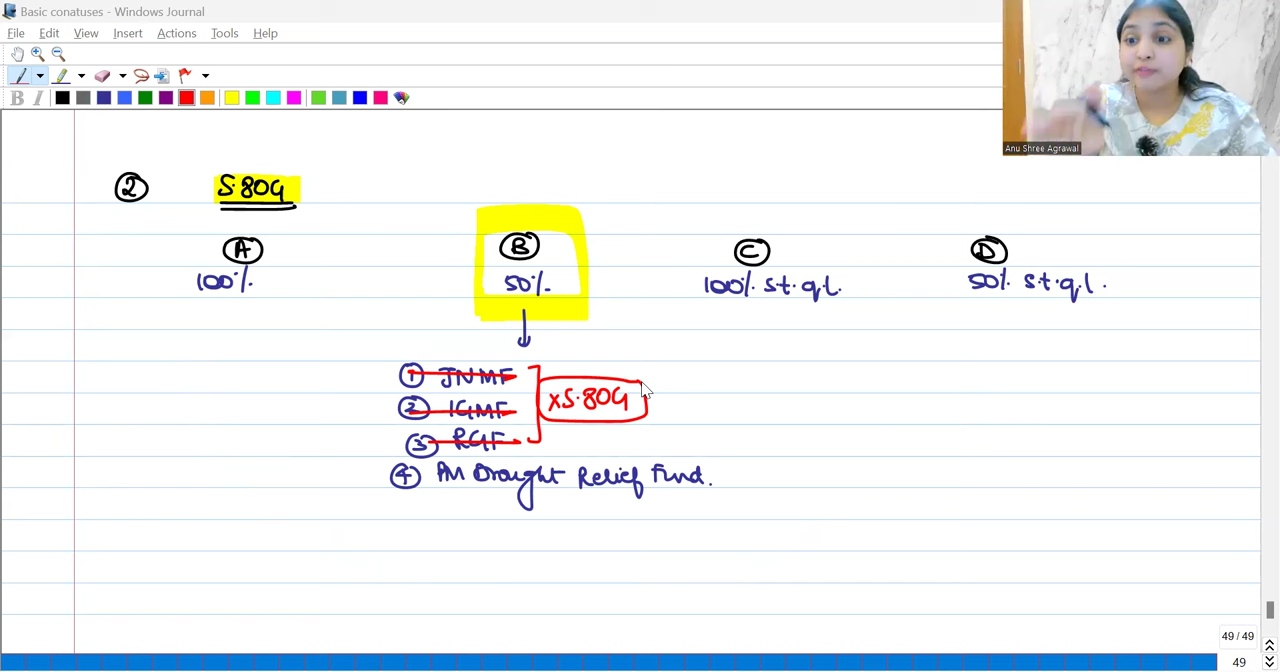 Basic conatuses - Windows Journal
File Edit View Insert Actions Tools Help
B I
Anu Shree Agrawal
② S.80G
Ⓐ Ⓑ Ⓒ Ⓓ
100% 50% 100% s.t.q.l. 50% s.t.q.l.
① JNMF
② IGMF
③ RGF
x S.80G
④ PM Drought Relief Fund.
49 / 49
49